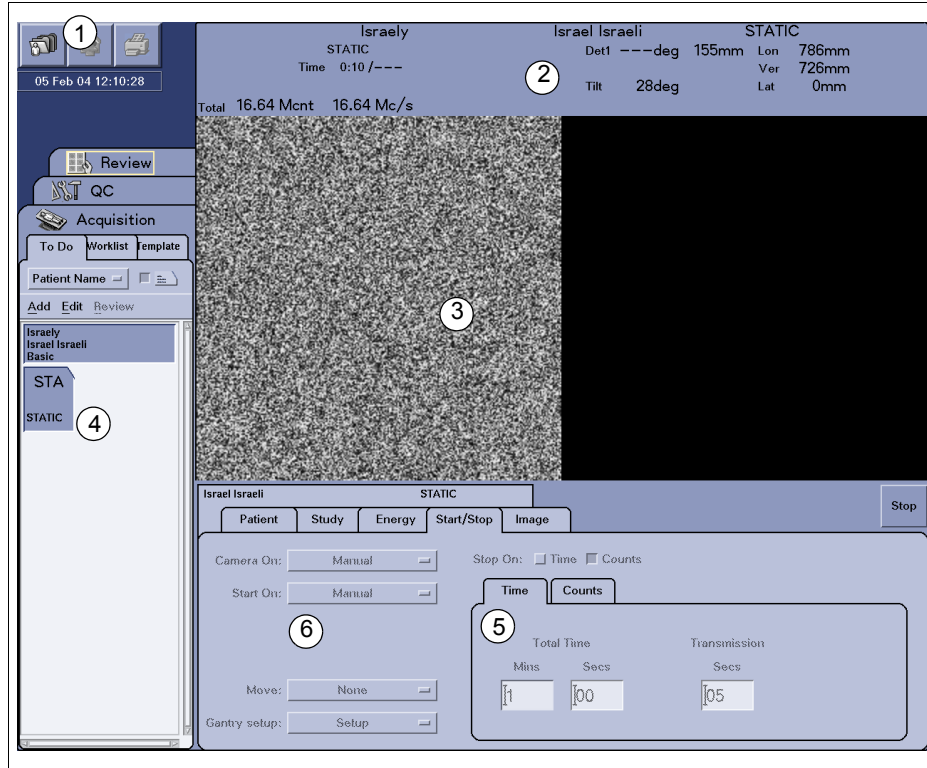 1
05 Feb 04 12:10:28
Israely Israel Israeli STATIC
STATIC Det1 ---deg 155mm Lon 786mm
Time 0:10 /--- 2 Ver 726mm
Tilt 28deg Lat 0mm
Total 16.64 Mcnt 16.64 Mc/s
Review
QC
Acquisition
To Do Worklist Template
Patient Name
Add Edit Review
Israely
Israel Israeli
Basic
STA
STATIC
4
3
Israel Israeli STATIC
Stop
Patient Study Energy Start/Stop Image
Camera On: Manual Stop On: Time Counts
Start On: Manual Time Counts
6
5
Total Time Transmission
Mins Secs Secs
1 00 05
Move: None
Gantry setup: Setup